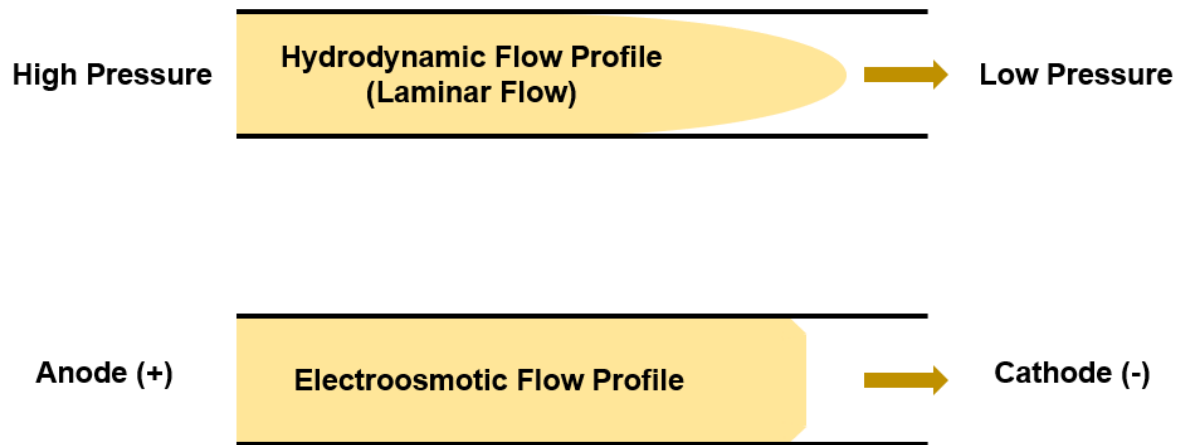 Hydrodynamic Flow Profile
(Laminar Flow)
High Pressure
Low Pressure
Anode (+)
Electroosmotic Flow Profile
Cathode (-)